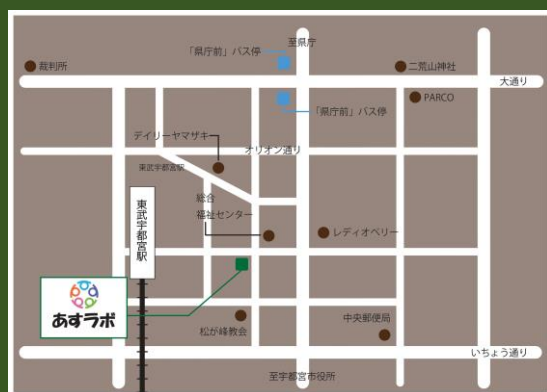 「県庁前」バス停
至県庁
裁判所
二荒山神社
大通り
PARCO
「県庁前」バス停
デイリーヤマザキ
オリオン通り
東武宇都宮駅
総合
福祉センター
東武宇都宮駅
レディオベリー
あすラボ
松が峰教会
中央郵便局
いちょう通り
至宇都宮市役所